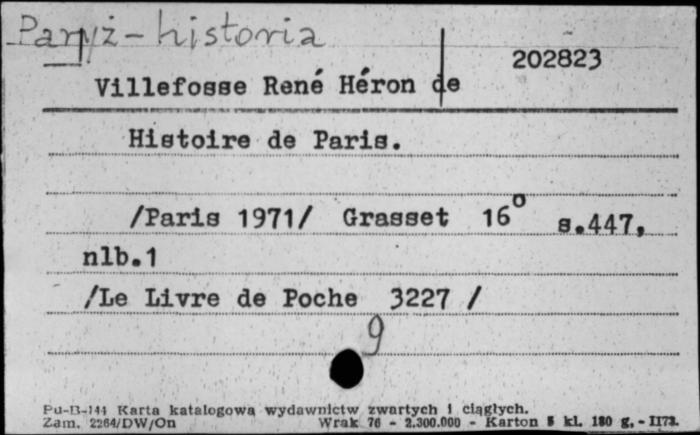 Paryż - historia
202823
Villefosse René Héron de
Histoire de Paris.
/Paris 1971/ Grasset 16° s.447,
nlb.1
/Le Livre de Poche 3227 /
9
Pu-B-144 Karta katalogowa wydawnictw zwartych i ciągłych.
Zam. 2264/DW/On Wrak 76 - 2.300.000 - Karton 5 kl. 180 g. - II73.